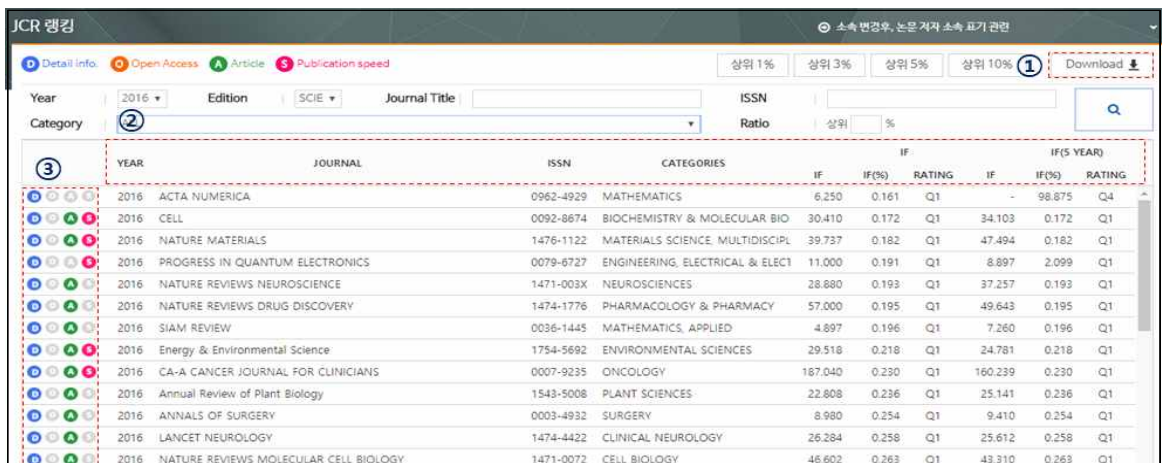 JCR 랭킹
소속 변경후, 논문 저자 소속 표기 관련
D Detail info. O Open Access A Article S Publication speed
상위 1% 상위 3% 상위 5% 상위 10% ① Download
Year 2016 Edition SCIE Journal Title ISSN
Category ② Ratio 상위 %
③ YEAR JOURNAL ISSN CATEGORIES IF IF(5 YEAR)
IF IF(%) RATING IF IF(%) RATING
D O A S 2016 ACTA NUMERICA 0962-4929 MATHEMATICS 6.250 0.161 Q1 - 98.875 Q4
D O A S 2016 CELL 0092-8674 BIOCHEMISTRY & MOLECULAR BIO 30.410 0.172 Q1 34.103 0.172 Q1
D O A S 2016 NATURE MATERIALS 1476-1122 MATERIALS SCIENCE, MULTIDISCIPL 39.737 0.182 Q1 47.494 0.182 Q1
D O A S 2016 PROGRESS IN QUANTUM ELECTRONICS 0079-6727 ENGINEERING, ELECTRICAL & ELECT 11.000 0.191 Q1 8.897 2.099 Q1
D O A S 2016 NATURE REVIEWS NEUROSCIENCE 1471-003X NEUROSCIENCES 28.880 0.193 Q1 37.257 0.193 Q1
D O A S 2016 NATURE REVIEWS DRUG DISCOVERY 1474-1776 PHARMACOLOGY & PHARMACY 57.000 0.195 Q1 49.643 0.195 Q1
D O A S 2016 SIAM REVIEW 0036-1445 MATHEMATICS, APPLIED 4.897 0.196 Q1 7.260 0.196 Q1
D O A S 2016 Energy & Environmental Science 1754-5692 ENVIRONMENTAL SCIENCES 29.518 0.218 Q1 24.781 0.218 Q1
D O A S 2016 CA-A CANCER JOURNAL FOR CLINICIANS 0007-9235 ONCOLOGY 187.040 0.230 Q1 160.239 0.230 Q1
D O A S 2016 Annual Review of Plant Biology 1543-5008 PLANT SCIENCES 22.808 0.236 Q1 25.141 0.236 Q1
D O A S 2016 ANNALS OF SURGERY 0003-4932 SURGERY 8.980 0.254 Q1 9.410 0.254 Q1
D O A S 2016 LANCET NEUROLOGY 1474-4422 CLINICAL NEUROLOGY 26.284 0.258 Q1 25.612 0.258 Q1
D O A S 2016 NATURE REVIEWS MOLECULAR CELL BIOLOGY 1471-0072 CELL BIOLOGY 46.602 0.263 Q1 43.310 0.263 Q1